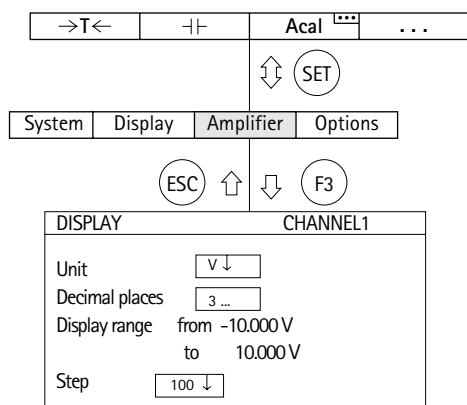 →T← ⊣⊢ Acal ...
SET
System Display Amplifier Options
ESC F3
DISPLAY CHANNEL1
Unit V ↓
Decimal places 3 ...
Display range from -10.000 V
to 10.000 V
Step 100 ↓